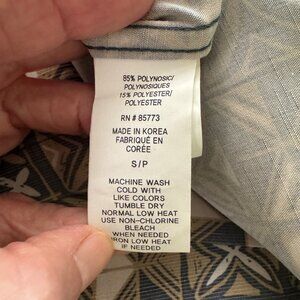 85% POLYNOSIC/
POLYNOSIQUES
15% POLYESTER/
POLYESTER
RN # 85773
MADE IN KOREA
FABRIQUÉ EN
CORÉE
S/P
MACHINE WASH
COLD WITH
LIKE COLORS
TUMBLE DRY
NORMAL LOW HEAT
USE NON-CHLORINE
BLEACH
WHEN NEEDED
IRON LOW HEAT
IF NEEDED